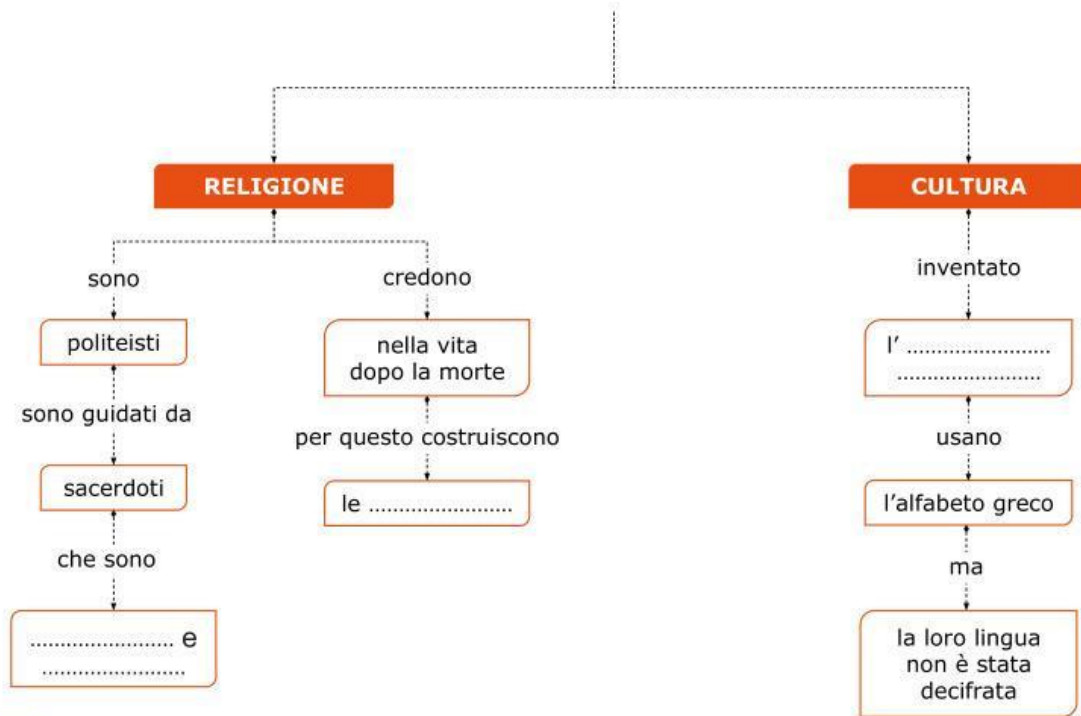 RELIGIONE
CULTURA
sono
credono
inventato
politeisti
nella vita
dopo la morte
l' ........................
........................
sono guidati da
per questo costruiscono
usano
sacerdoti
le ........................
l'alfabeto greco
che sono
ma
........................ e
........................
la loro lingua
non è stata
decifrata